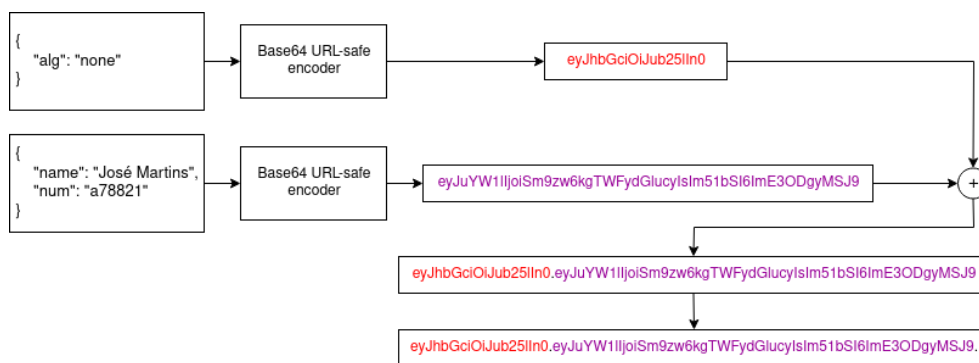 {
"alg": "none"
}
Base64 URL-safe
encoder
eyJhbGciOiJub25lIn0
{
"name": "José Martins",
"num": "a78821"
}
Base64 URL-safe
encoder
eyJuYW1lIjoiSm9zw6kgTWFydGlucyIsIm51bSI6ImE3ODgyMSJ9
+
eyJhbGciOiJub25lIn0.eyJuYW1lIjoiSm9zw6kgTWFydGlucyIsIm51bSI6ImE3ODgyMSJ9
eyJhbGciOiJub25lIn0.eyJuYW1lIjoiSm9zw6kgTWFydGlucyIsIm51bSI6ImE3ODgyMSJ9.